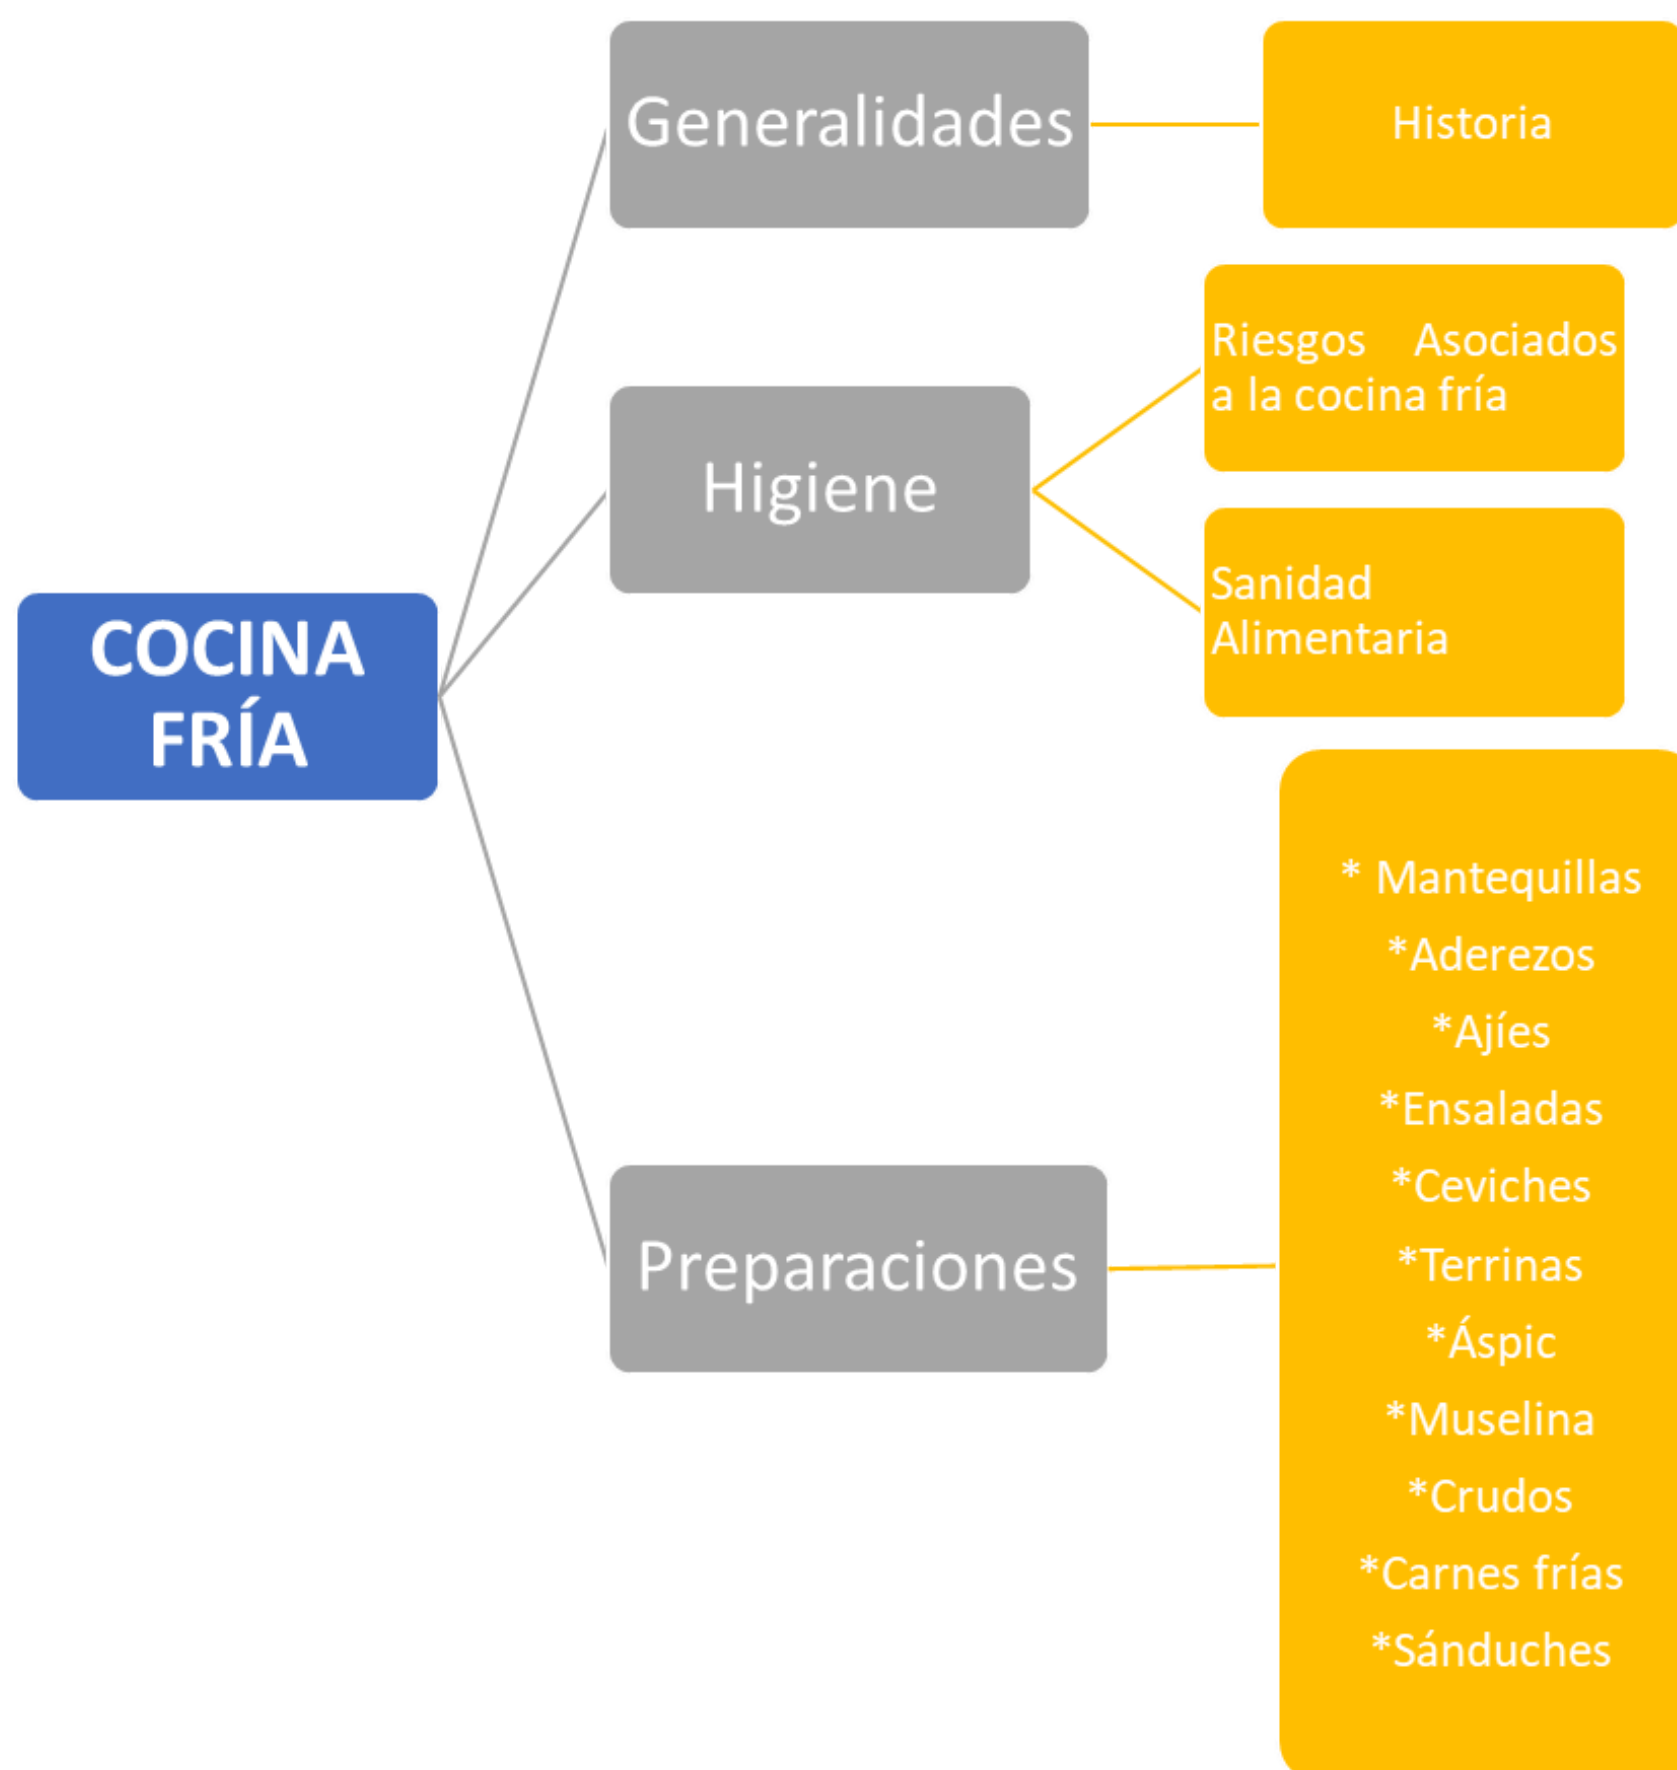 Generalidades
Historia
Riesgos Asociados
a la cocina fría
Higiene
Sanidad
Alimentaria
COCINA
FRÍA
* Mantequillas
*Aderezos
*Ajíes
*Ensaladas
*Ceviches
Preparaciones
*Terrinas
*Áspic
*Muselina
*Crudos
*Carnes frías
*Sánduches